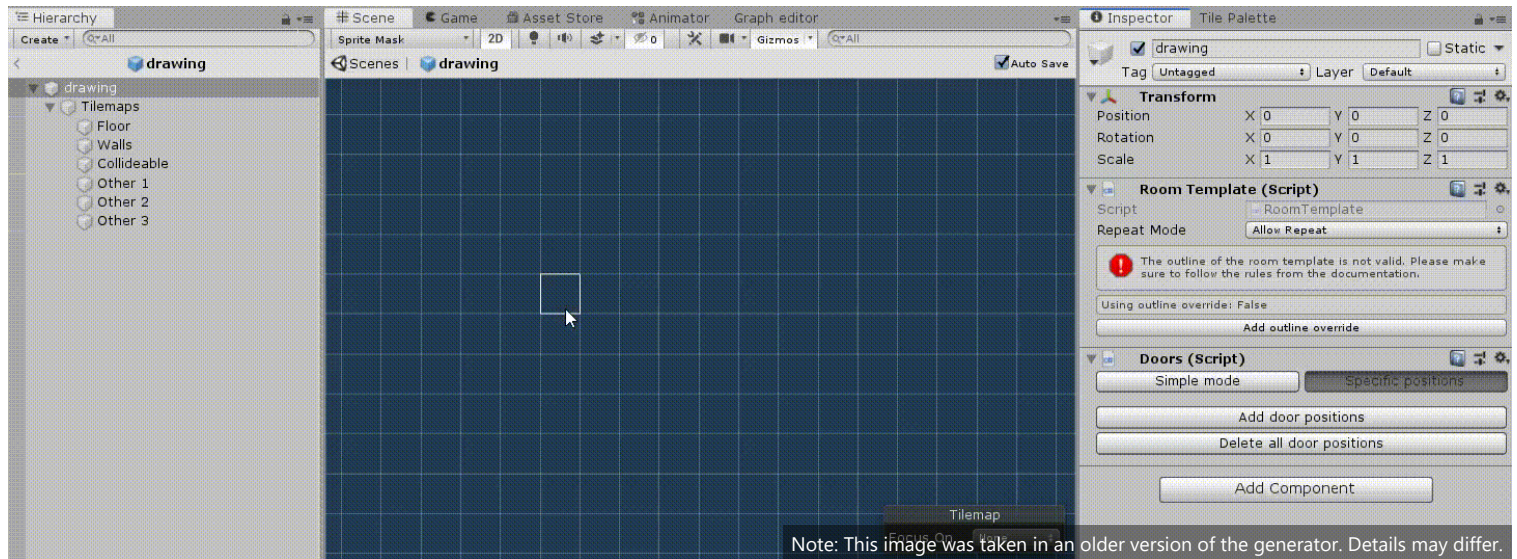 Hierarchy
Create
All
drawing
drawing
Tilemaps
Floor
Walls
Collideable
Other 1
Other 2
Other 3
Scene Game Asset Store Animator Graph editor
Sprite Mask 2D 0 Gizmos All
Scenes | drawing Auto Save
Tilemap
Focus On None
Inspector Tile Palette
drawing Static
Tag Untagged Layer Default
Transform
Position X 0 Y 0 Z 0
Rotation X 0 Y 0 Z 0
Scale X 1 Y 1 Z 1
Room Template (Script)
Script RoomTemplate
Repeat Mode Allow Repeat
The outline of the room template is not valid. Please make
sure to follow the rules from the documentation.
Using outline override: False
Add outline override
Doors (Script)
Simple mode Specific positions
Add door positions
Delete all door positions
Add Component
Note: This image was taken in an older version of the generator. Details may differ.